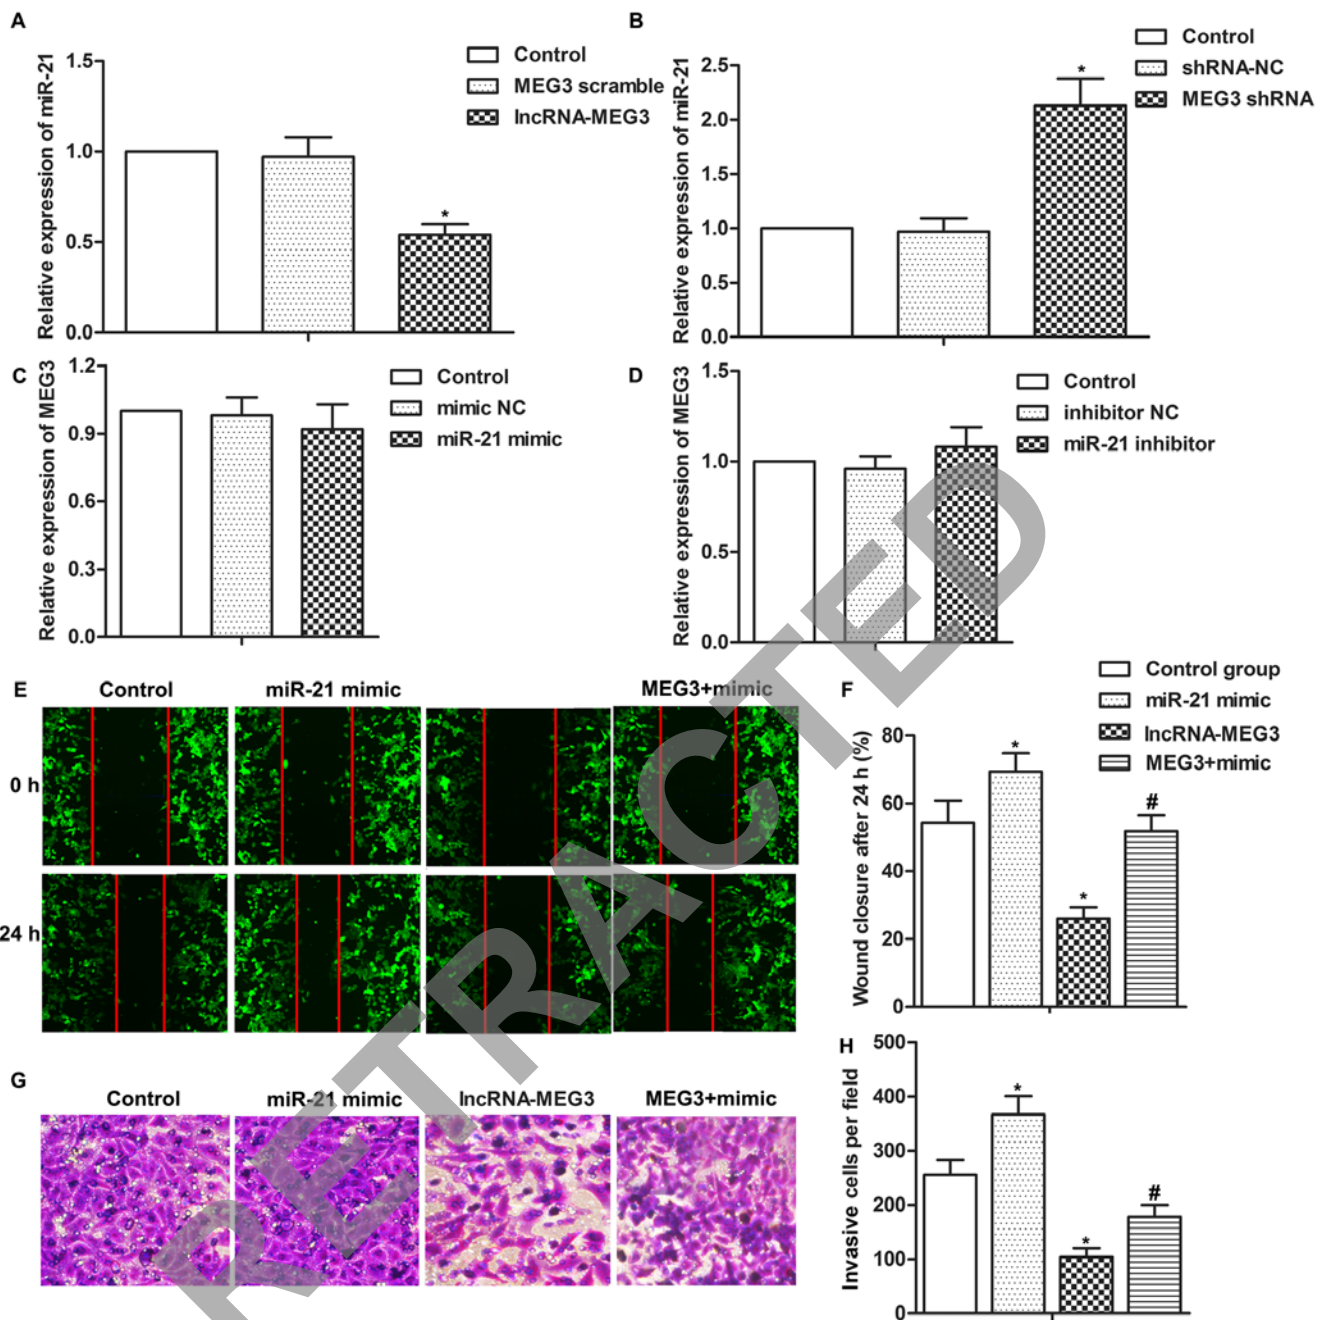 A
Relative expression of miR-21
1.5
1.0
0.5
0.0
*
Control
MEG3 scramble
lncRNA-MEG3
B
Relative expression of miR-21
2.5
2.0
1.5
1.0
0.5
0.0
*
Control
shRNA-NC
MEG3 shRNA
C
Relative expression of MEG3
1.2
0.9
0.6
0.3
0.0
Control
mimic NC
miR-21 mimic
D
Relative expression of MEG3
1.5
1.0
0.5
0.0
Control
inhibitor NC
miR-21 inhibitor
E
Control
miR-21 mimic
MEG3+mimic
0 h
24 h
F
Wound closure after 24 h (%)
80
60
40
20
0
*
*
#
Control group
miR-21 mimic
lncRNA-MEG3
MEG3+mimic
G
Control
miR-21 mimic
lncRNA-MEG3
MEG3+mimic
H
Invasive cells per field
500
400
300
200
100
0
*
*
#
RETRACTED